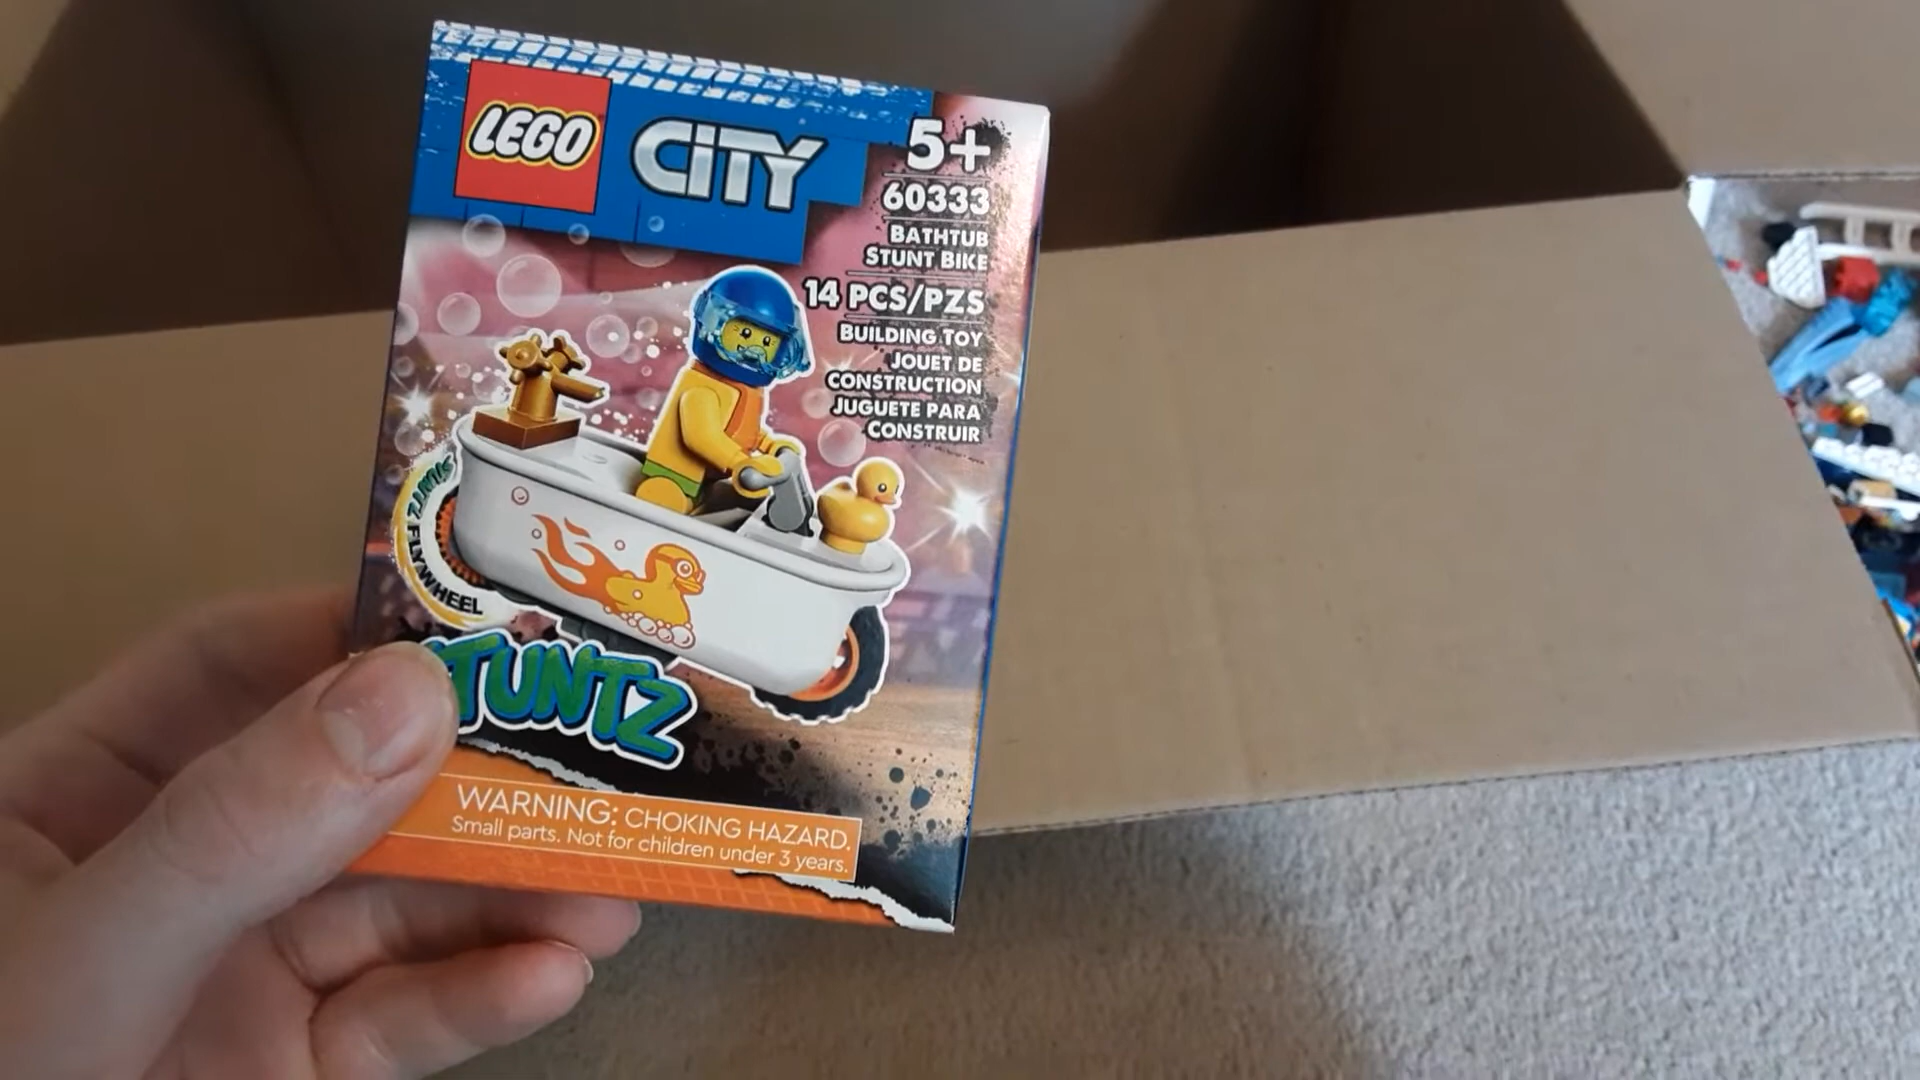 LEGO
CITY
5+
60333
BATHTUB
STUNT BIKE
14 PCS/PZS
BUILDING TOY
JOUET DE
CONSTRUCTION
JUGUETE PARA
CONSTRUIR
STUNTZ FLYWHEEL
TUNTZ
WARNING: CHOKING HAZARD.
Small parts. Not for children under 3 years.